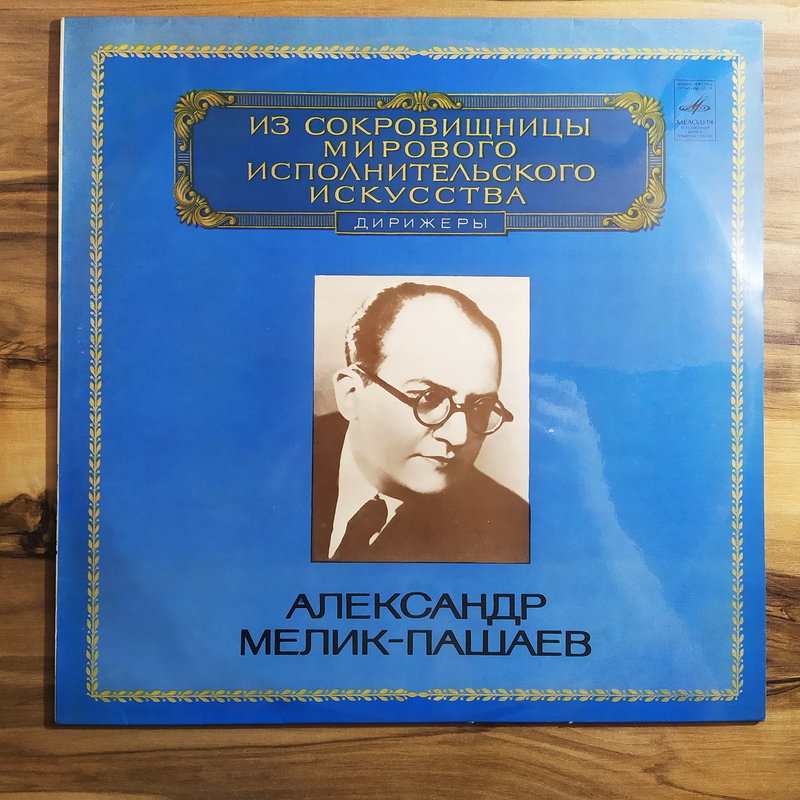 ИЗ СОКРОВИЩНИЦЫ
МИРОВОГО
ИСПОЛНИТЕЛЬСКОГО
ИСКУССТВА
ДИРИЖЕРЫ
МЕЛОДИЯ
АЛЕКСАНДР
МЕЛИК-ПАШАЕВ